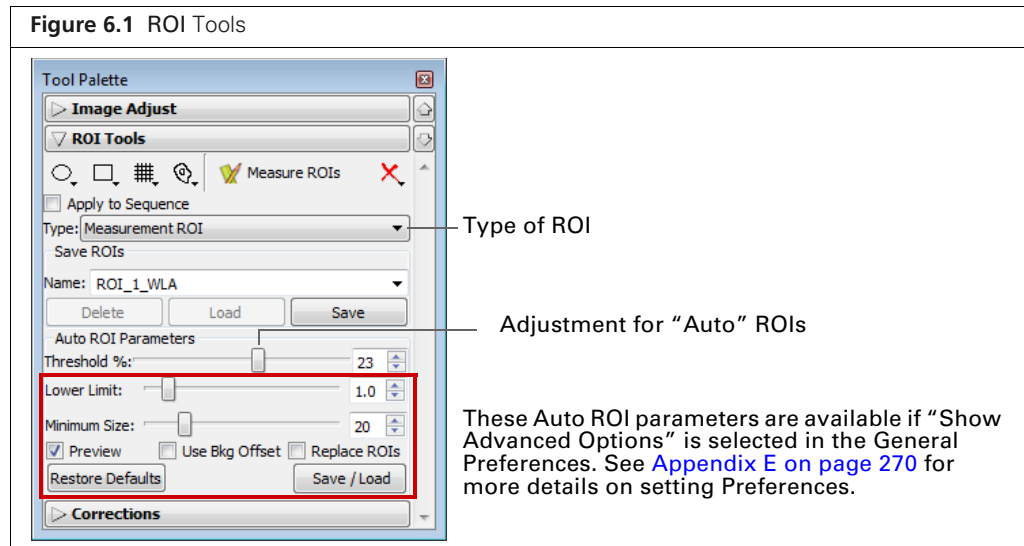 Figure 6.1 ROI Tools
Tool Palette
Image Adjust
ROI Tools
Measure ROIs
Apply to Sequence
Type: Measurement ROI
Type of ROI
Save ROIs
Name: ROI_1_WLA
Delete Load Save
Adjustment for “Auto” ROIs
Auto ROI Parameters
Threshold %: 23
Lower Limit: 1.0
Minimum Size: 20
Preview Use Bkg Offset Replace ROIs
Restore Defaults Save / Load
These Auto ROI parameters are available if “Show
Advanced Options” is selected in the General
Preferences. See Appendix E on page 270 for
more details on setting Preferences.
Corrections